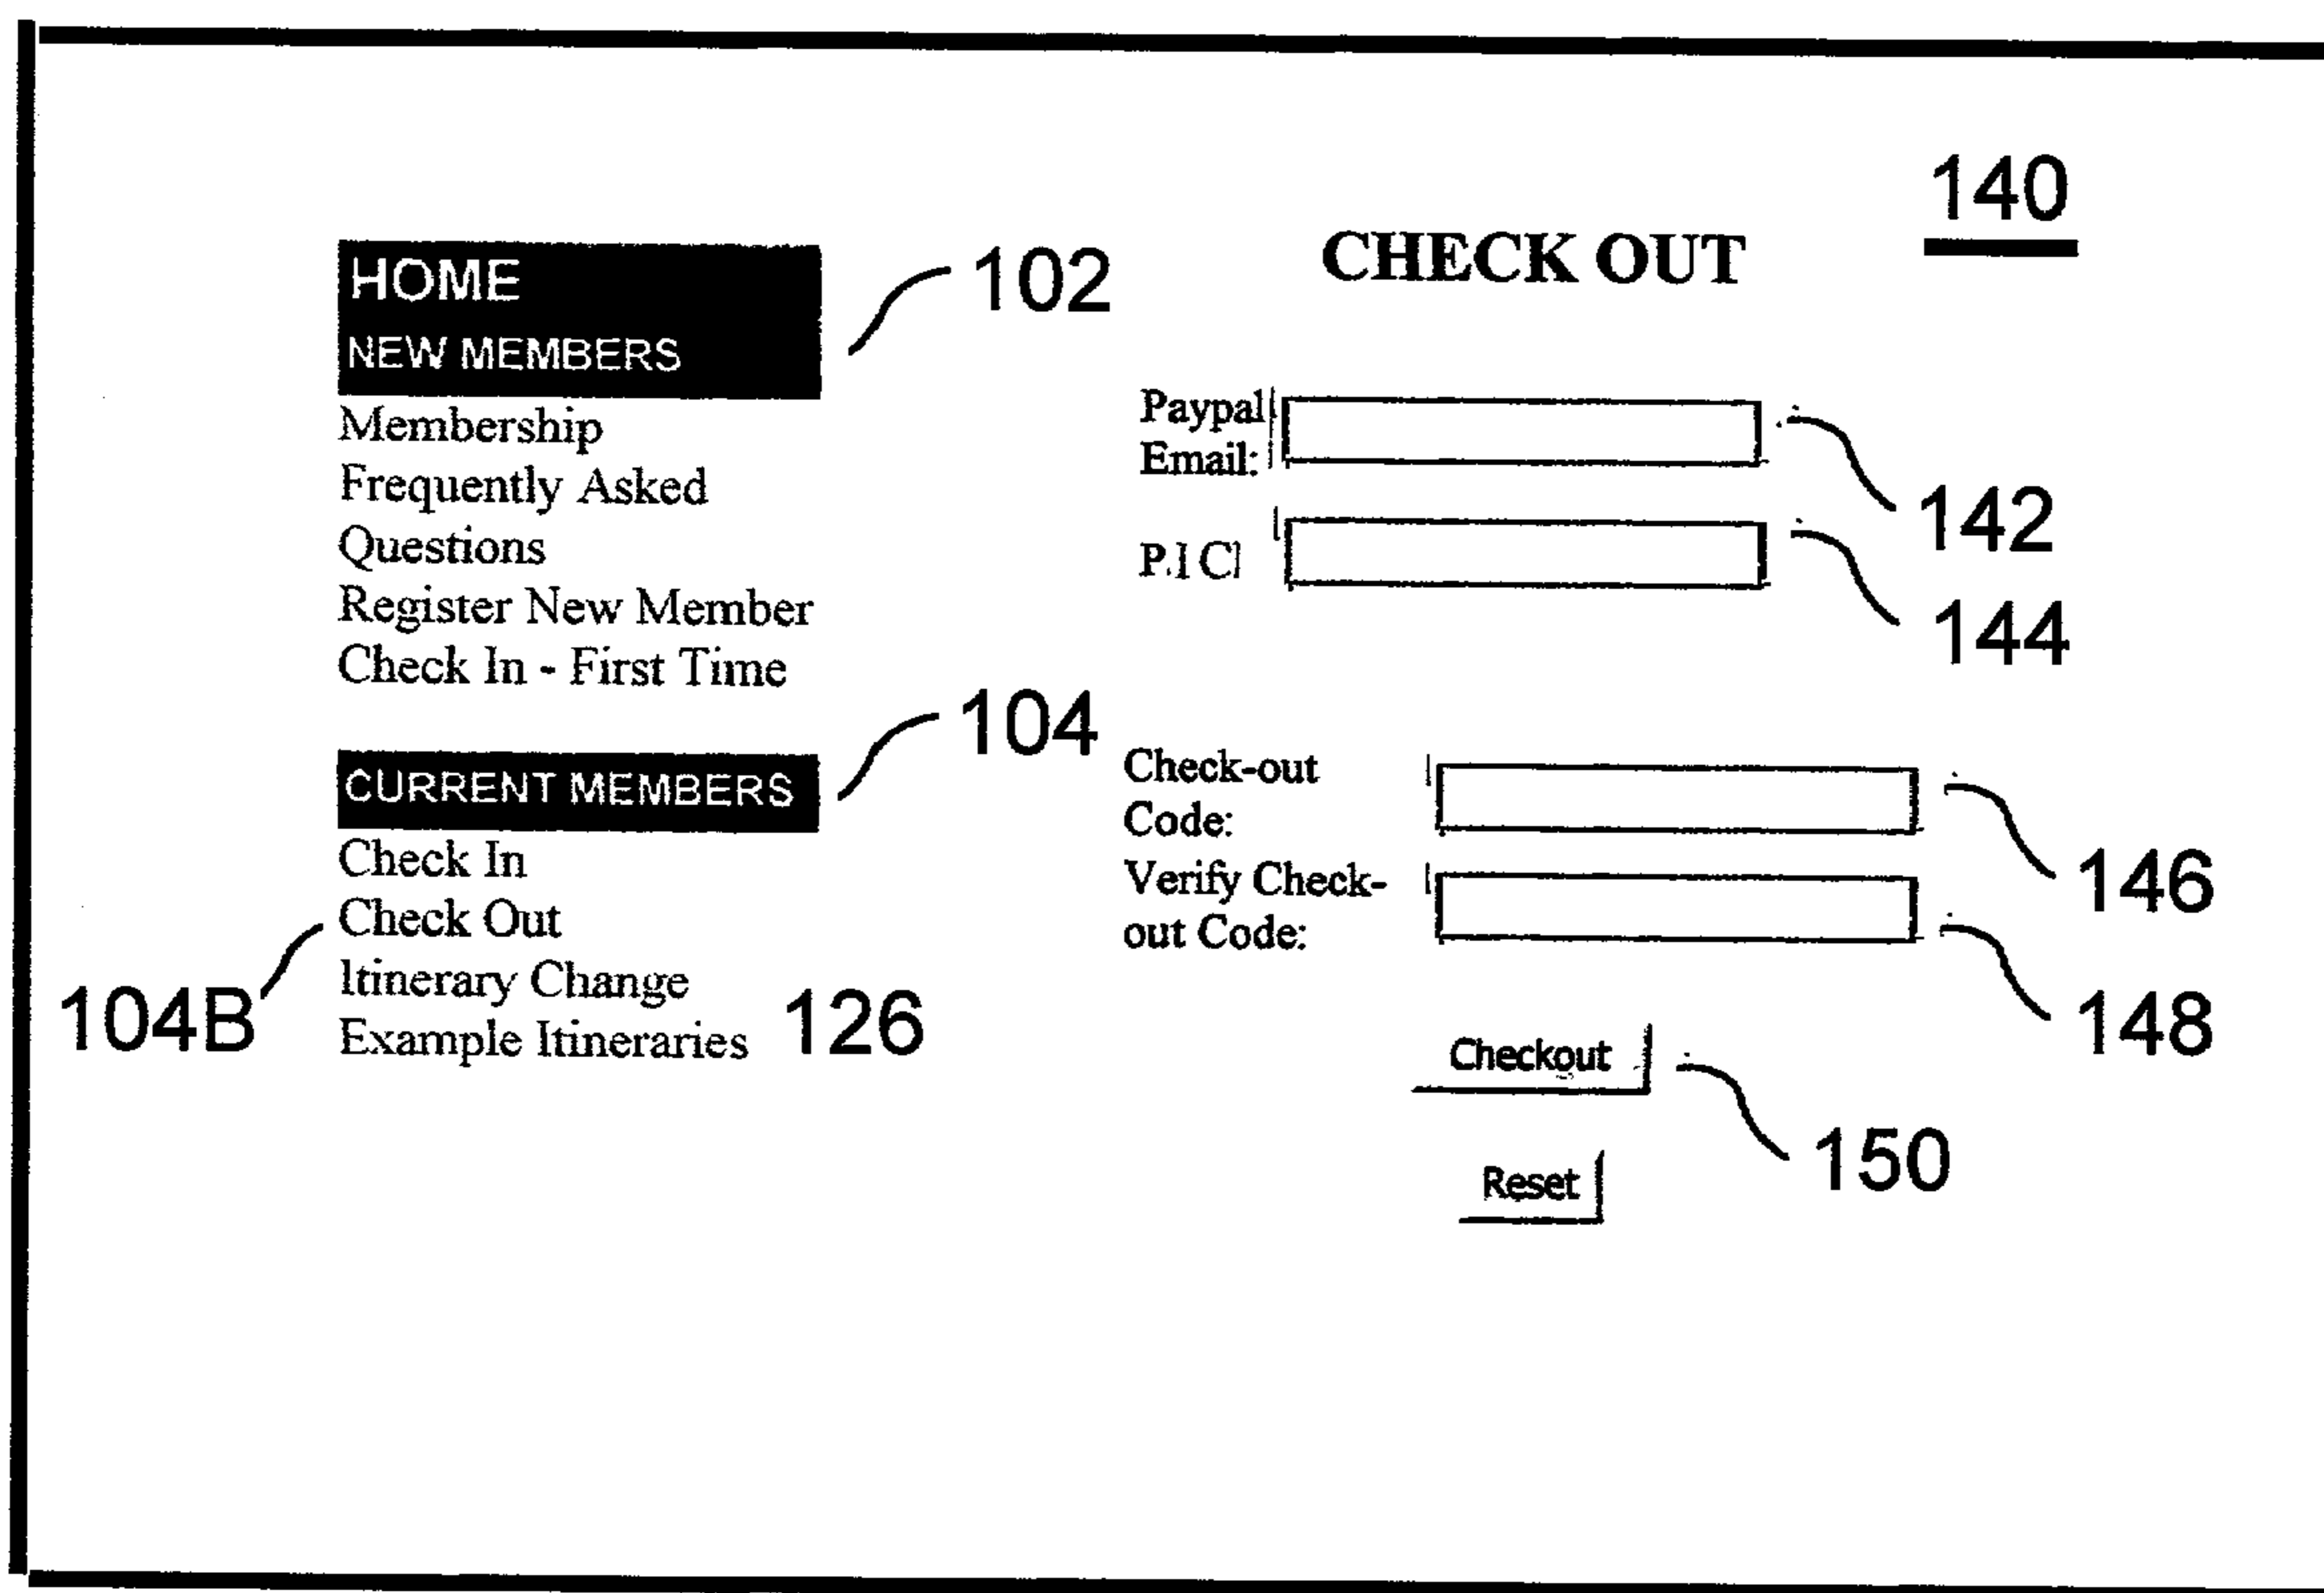 HOME
NEW MEMBERS
102
Membership
Frequently Asked
Questions
Register New Member
Check In - First Time
104
CURRENT MEMBERS
Check In
Check Out
104B
Itinerary Change
Example Itineraries
126
CHECK OUT
140
Paypal
Email:
142
P.I C
144
Check-out
Code:
146
Verify Check-
out Code:
148
Checkout
150
Reset